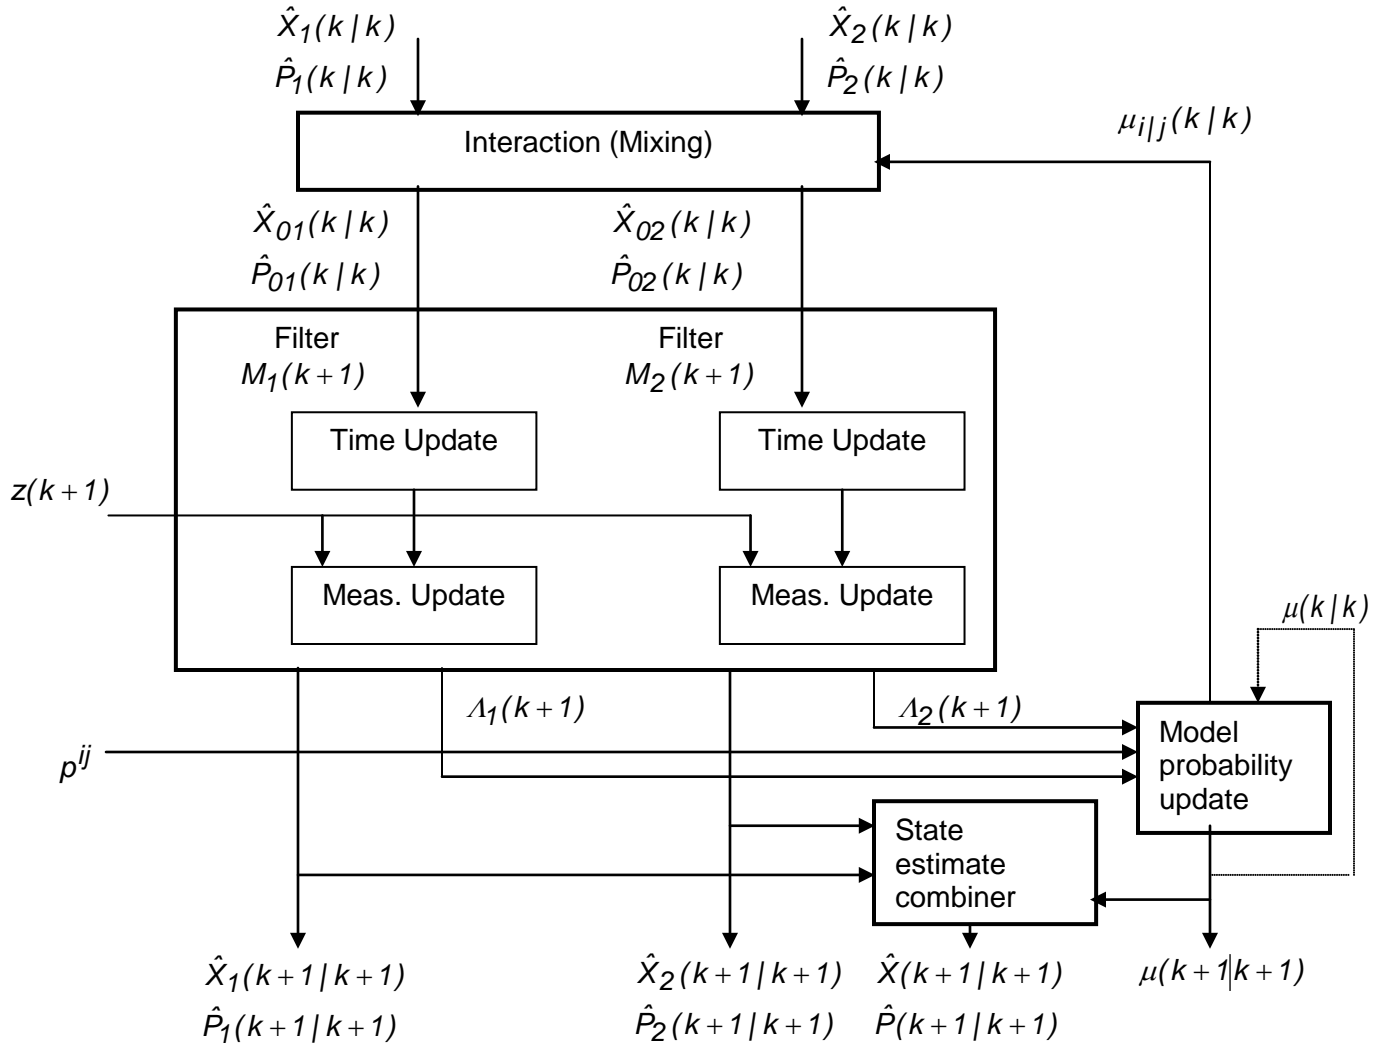 X̂₁(k|k) X̂₂(k|k)
P̂₁(k|k) P̂₂(k|k)
Interaction (Mixing)
μᵢ|ⱼ(k|k)
X̂₀₁(k|k) X̂₀₂(k|k)
P̂₀₁(k|k) P̂₀₂(k|k)
Filter Filter
M₁(k+1) M₂(k+1)
Time Update Time Update
z(k+1)
Meas. Update Meas. Update
μ(k|k)
Λ₁(k+1) Λ₂(k+1)
pⁱʲ
Model
probability
update
State
estimate
combiner
X̂₁(k+1|k+1) X̂₂(k+1|k+1) X̂(k+1|k+1) μ(k+1|k+1)
P̂₁(k+1|k+1) P̂₂(k+1|k+1) P̂(k+1|k+1)